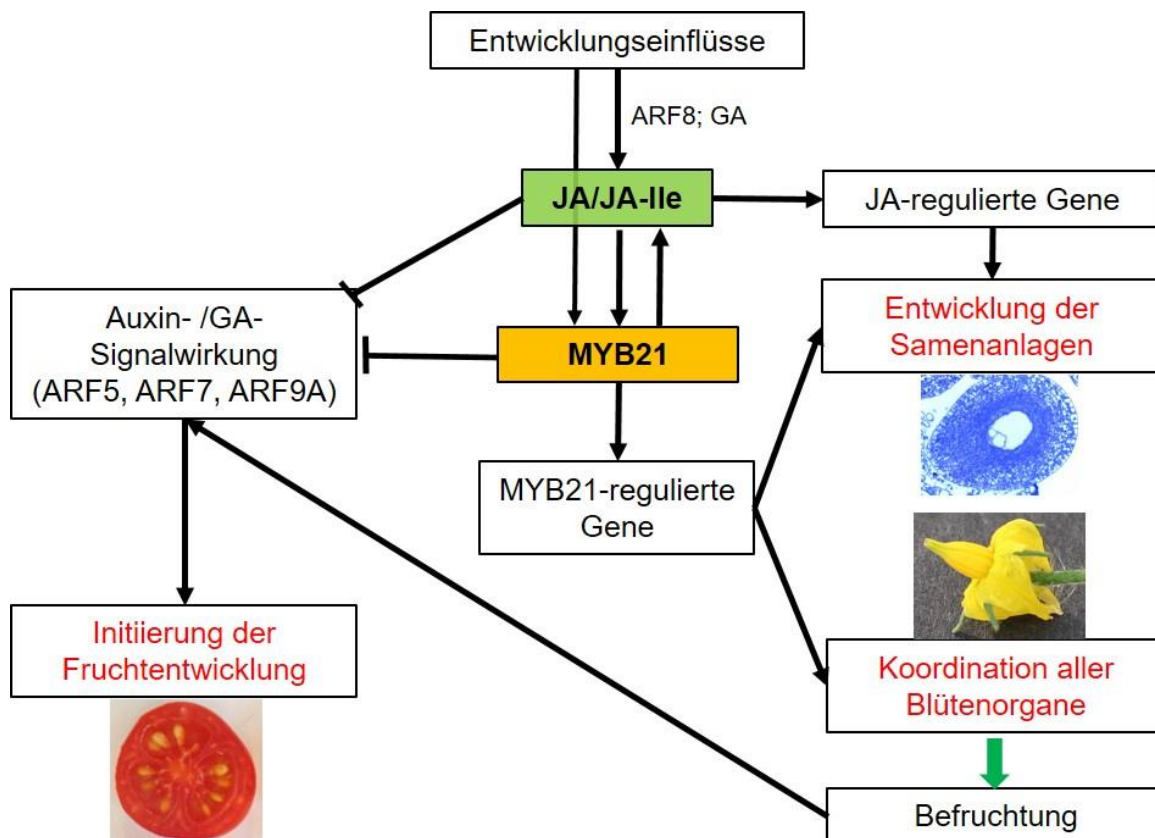 Entwicklungseinflüsse
ARF8; GA
JA/JA-Ile
JA-regulierte Gene
Auxin- /GA-
Signalwirkung
(ARF5, ARF7, ARF9A)
MYB21
Entwicklung der
Samenanlagen
MYB21-regulierte
Gene
Initiierung der
Fruchtentwicklung
Koordination aller
Blütenorgane
Befruchtung